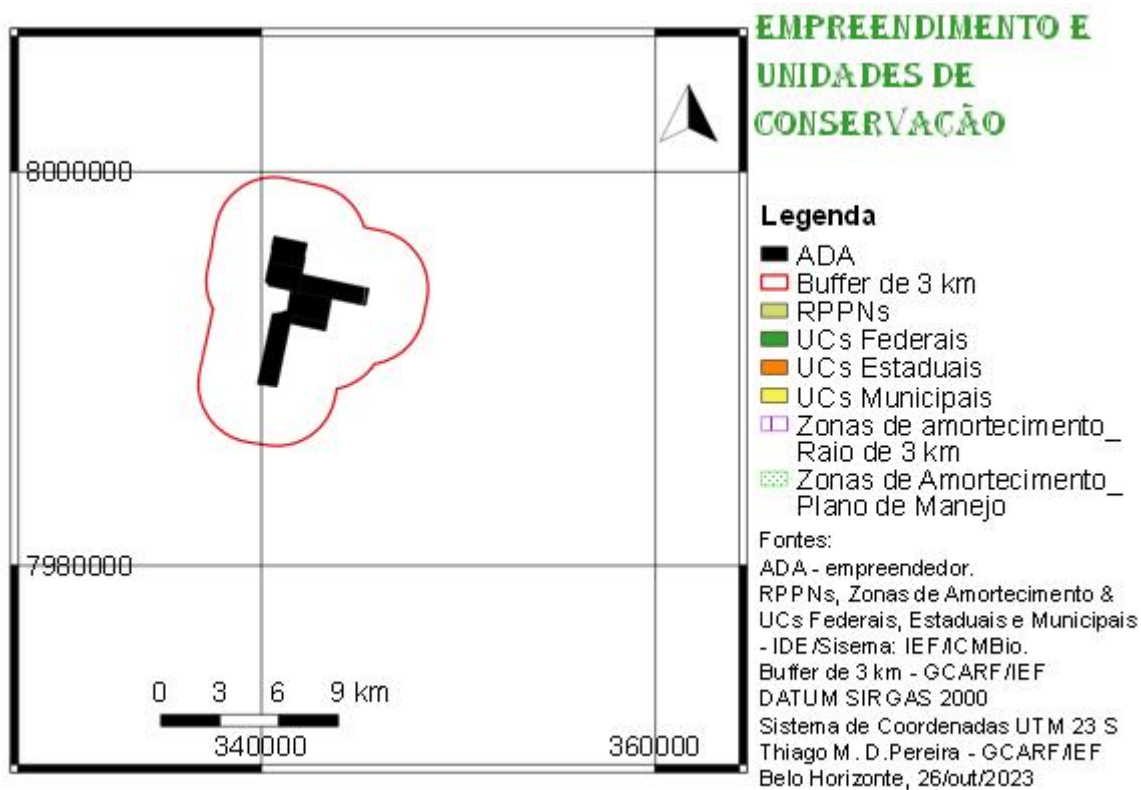 EMPREENDIMENTO E
UNIDADES DE
CONSERVAÇÃO
8000000
7980000
0 3 6 9 km
340000 360000
Legenda
ADA
Buffer de 3 km
RPPNs
UCs Federais
UCs Estaduais
UCs Municipais
Zonas de amortecimento_
Raio de 3 km
Zonas de Amortecimento_
Plano de Manejo
Fontes:
ADA - empreendedor.
RPPNs, Zonas de Amortecimento &
UCs Federais, Estaduais e Municipais
- IDE/Sisema: IEF/ICMBio.
Buffer de 3 km - GCARF/IEF
DATUM SIRGAS 2000
Sistema de Coordenadas UTM 23 S
Thiago M. D.Pereira - GCARF/IEF
Belo Horizonte, 26/out/2023